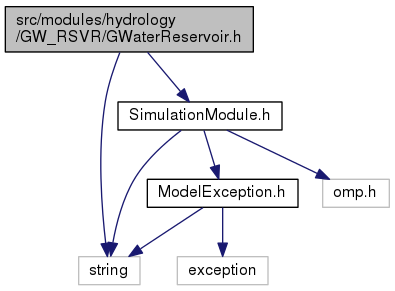 src/modules/hydrology
/GW_RSVR/GWaterReservoir.h
SimulationModule.h
ModelException.h
omp.h
string
exception